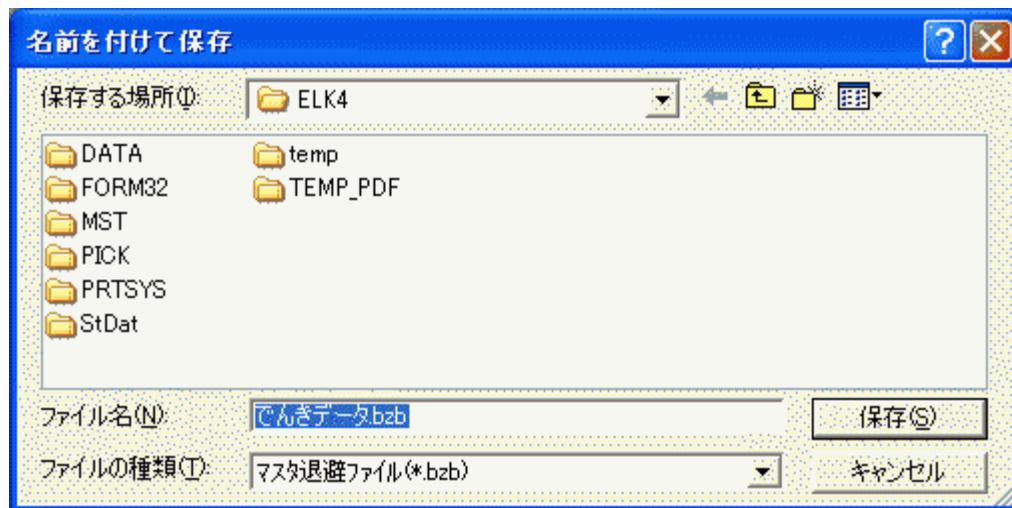 名前を付けて保存
保存する場所(I):
ELK4
DATA
FORM32
MST
PICK
PRTSYS
StDat
temp
TEMP_PDF
ファイル名(N):
でんきデータ.bzb
保存(S)
ファイルの種類(T):
マスタ退避ファイル(*.bzb)
キャンセル